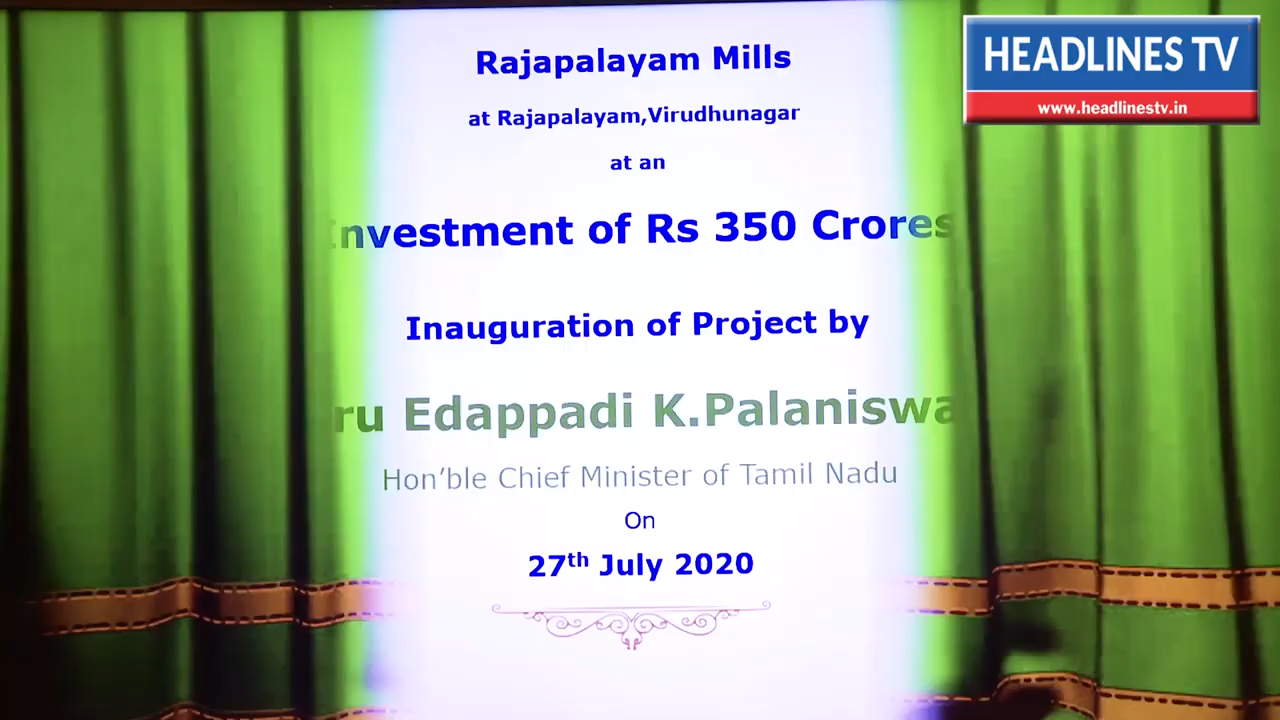 HEADLINES TV
www.headlinestv.in
Rajapalayam Mills
at Rajapalayam,Virudhunagar
at an
Investment of Rs 350 Crores
Inauguration of Project by
ru Edappadi K.Palaniswa
Hon'ble Chief Minister of Tamil Nadu
On
27th July 2020